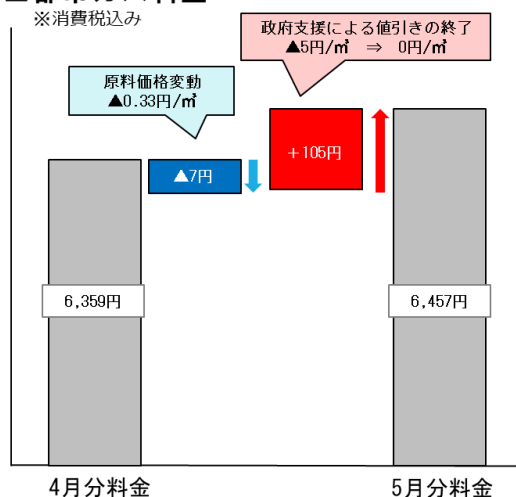 ※消費税込み
政府支援による値引きの終了
▲5円/㎥ ⇒ 0円/㎥
原料価格変動
▲0.33円/㎥
+105円
▲7円
6,359円
6,457円
4月分料金
5月分料金